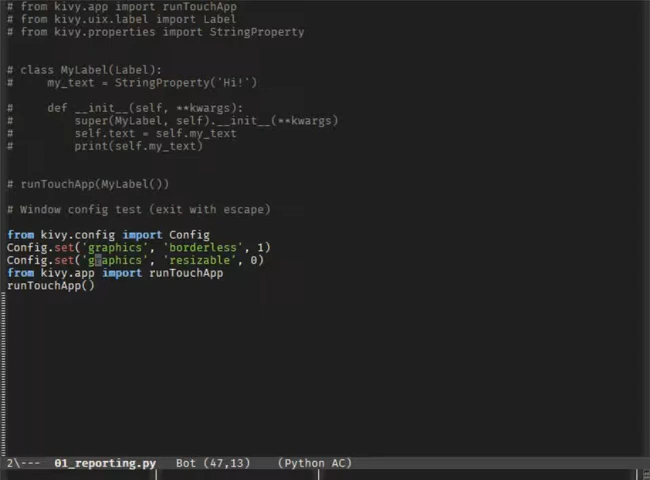 # from kivy.app import runTouchApp
# from kivy.uix.label import Label
# from kivy.properties import StringProperty
# class MyLabel(Label):
#     my_text = StringProperty('Hi!')
#     def __init__(self, **kwargs):
#         super(MyLabel, self).__init__(**kwargs)
#         self.text = self.my_text
#         print(self.my_text)
# runTouchApp(MyLabel())
# Window config test (exit with escape)
from kivy.config import Config
Config.set('graphics', 'borderless', 1)
Config.set('graphics', 'resizable', 0)
from kivy.app import runTouchApp
runTouchApp()
2\--- 01_reporting.py Bot (47,13) (Python AC)